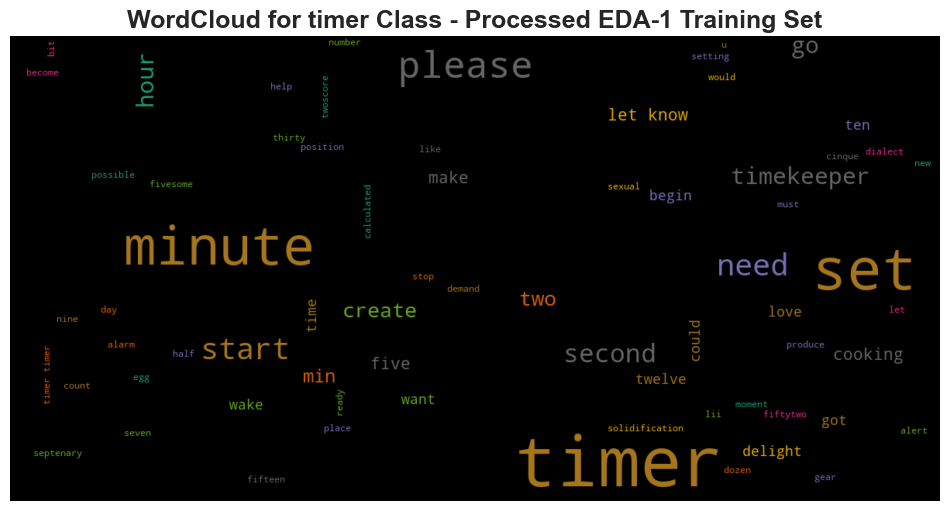 WordCloud for timer Class - Processed EDA-1 Training Set
bit
number
u
go
become
hour
please
setting
help
twoscore
would
let know
ten
thirty
position
like
cinque
dialect
new
possible
fivesome
make
timekeeper
calculated
sexual
begin
must
minute
need
set
stop
demand
two
day
nine
time
create
love
let
alarm
start
could
produce
timer timer
half
five
second
cooking
count
egg
min
twelve
wake
ready
want
moment
lii
fiftytwo
got
seven
place
solidification
alert
septenary
timer
delight
dozen
fifteen
gear